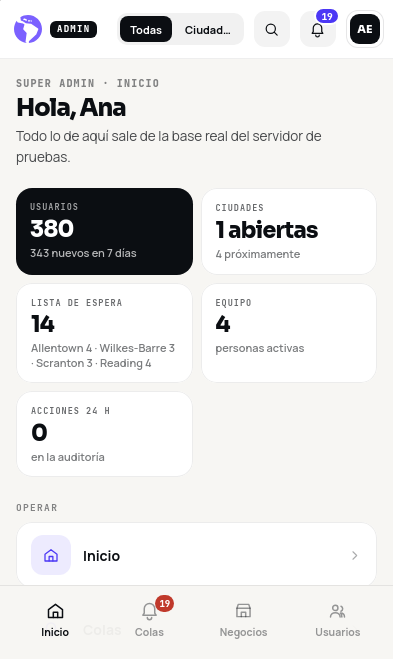 ADMIN
Todas
Ciudad...
19
AE
SUPER ADMIN · INICIO
Hola, Ana
Todo lo de aquí sale de la base real del servidor de
pruebas.
USUARIOS
380
343 nuevos en 7 días
CIUDADES
1 abiertas
4 próximamente
LISTA DE ESPERA
14
Allentown 4 · Wilkes-Barre 3
· Scranton 3 · Reading 4
EQUIPO
4
personas activas
ACCIONES 24 H
0
en la auditoría
OPERAR
Inicio
Colas
19
Inicio
Colas
Negocios
Usuarios